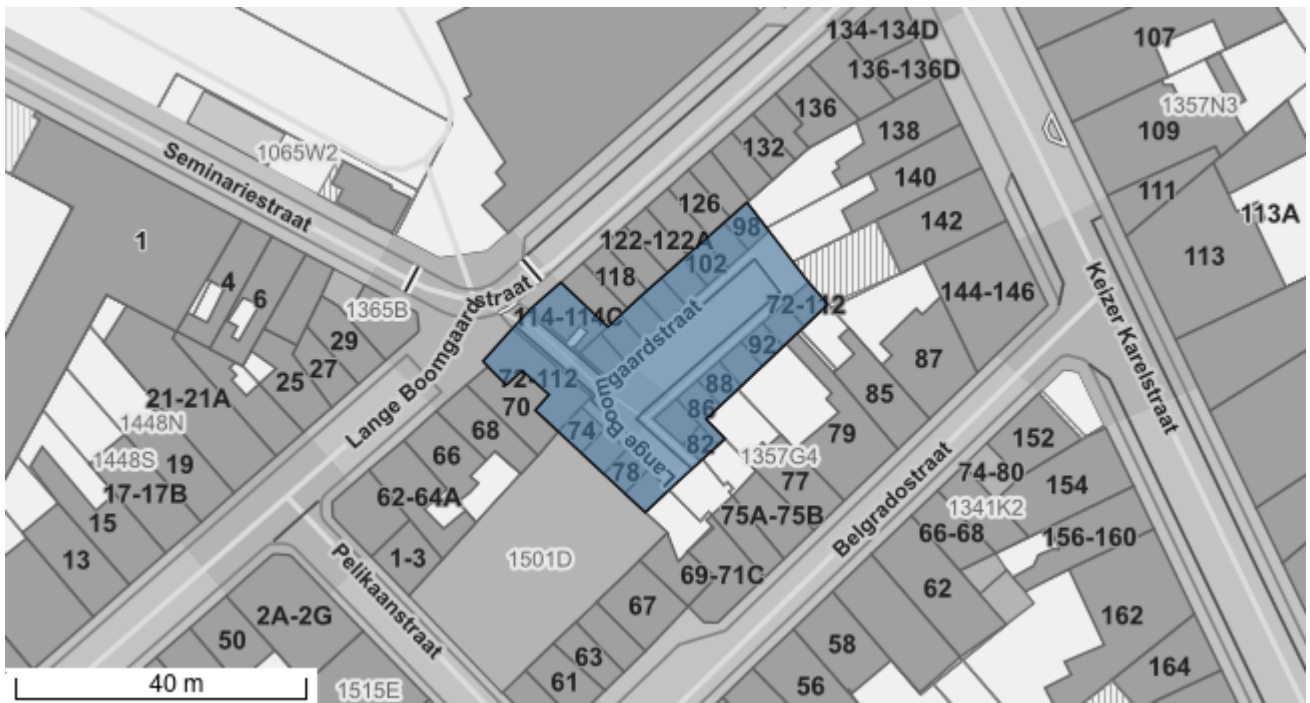 134-134D
107
136-136D
1357N3
136
109
138
1065W2
132
Seminariestraat
140
111
126
98
142
113A
1
122-122A
102
113
4
118
Keizer Karelstraat
6
72-112
144-146
1365B
114-114C
Lange Boomgaardstraat
29
92
87
27
72-112
25
88
85
21-21A
70
86
1448N
74
68
82
79
152
1448S
66
78
1357G4
74-80
19
77
154
17-17B
62-64A
1341K2
75A-75B
66-68
15
Belgradostraat
156-160
13
1-3
1501D
69-71C
62
Pelikaanstraat
67
2A-2G
162
50
63
58
164
40 m
61
56
1515E
Lange Boomgaardstraat